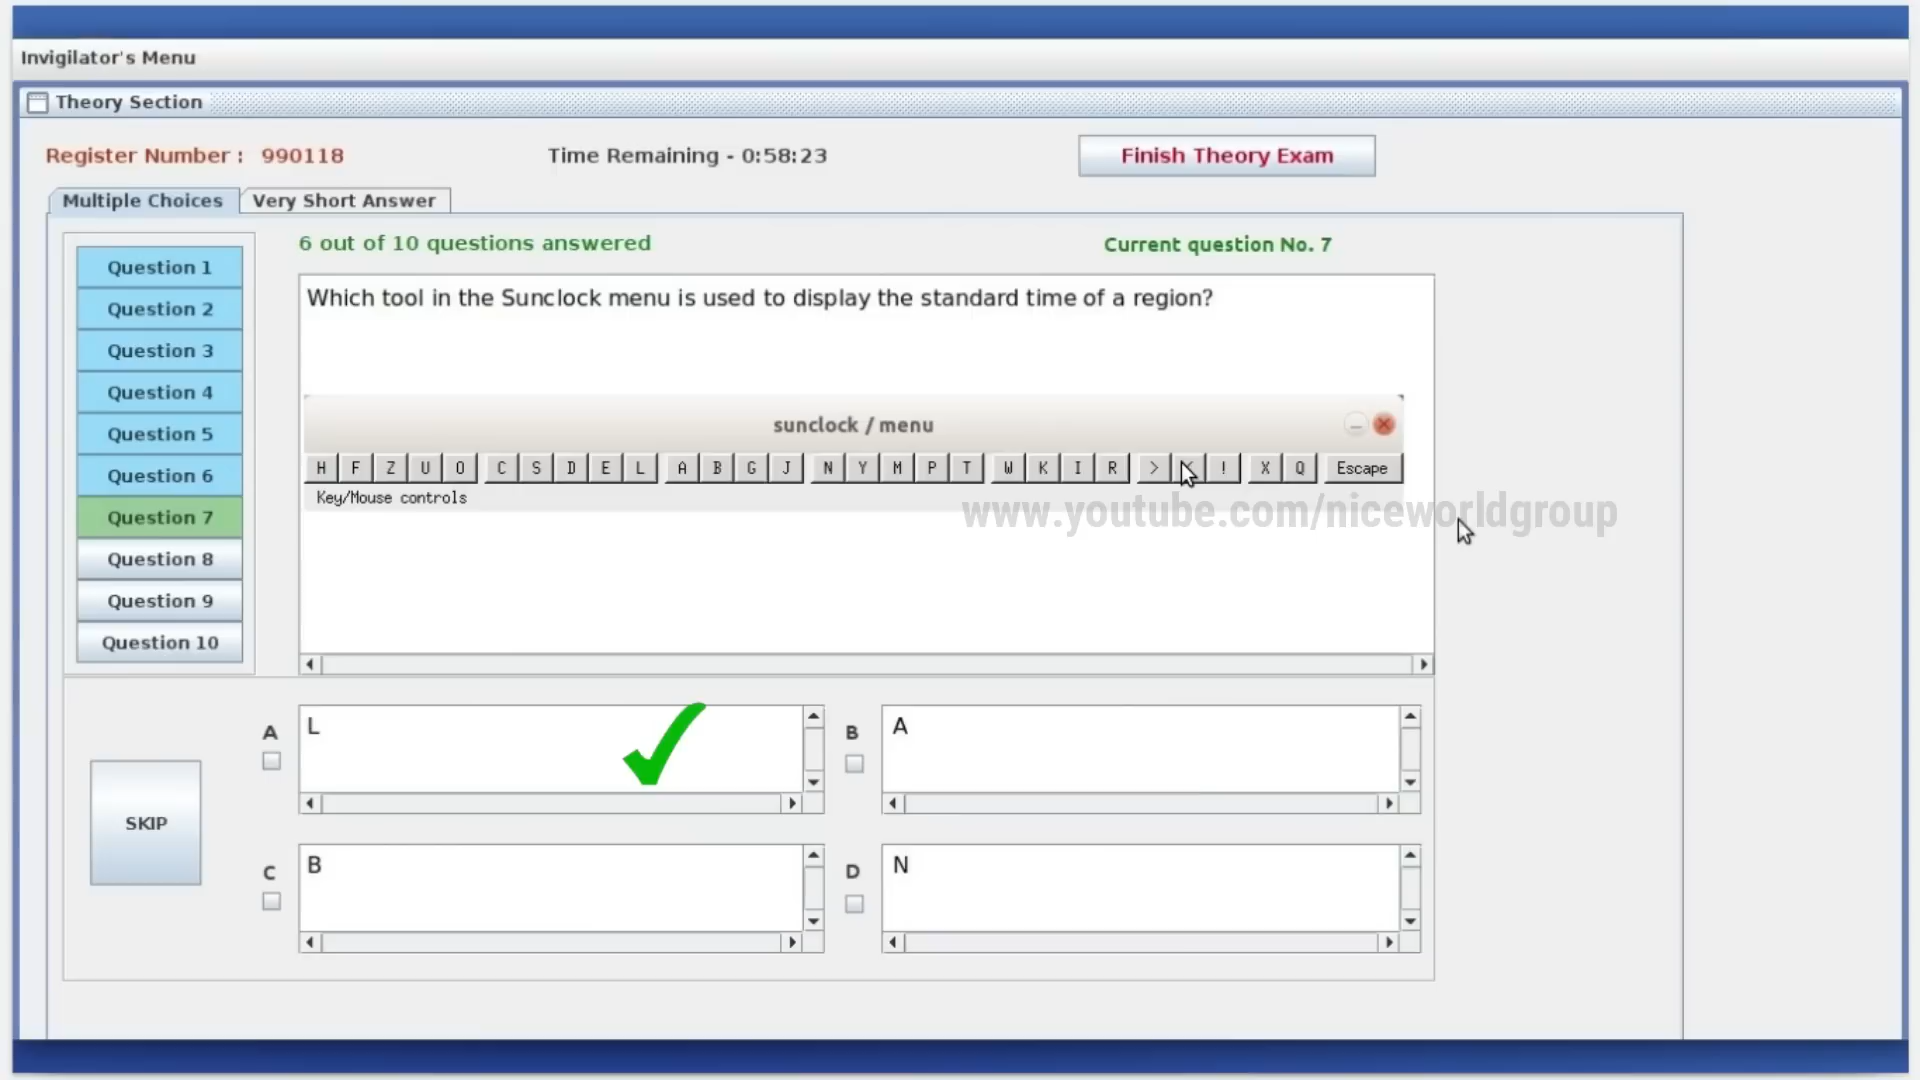 Invigilator's Menu
Theory Section
Register Number : 990118
Time Remaining - 0:58:23
Finish Theory Exam
Multiple Choices
Very Short Answer
6 out of 10 questions answered
Current question No. 7
Question 1
Question 2
Question 3
Question 4
Question 5
Question 6
Question 7
Question 8
Question 9
Question 10
Which tool in the Sunclock menu is used to display the standard time of a region?
sunclock / menu
H F Z U O C S D E L A B G J N Y M P T W K I R > ! X Q Escape
Key/Mouse controls
www.youtube.com/niceworldgroup
SKIP
A
L
B
A
C
B
D
N